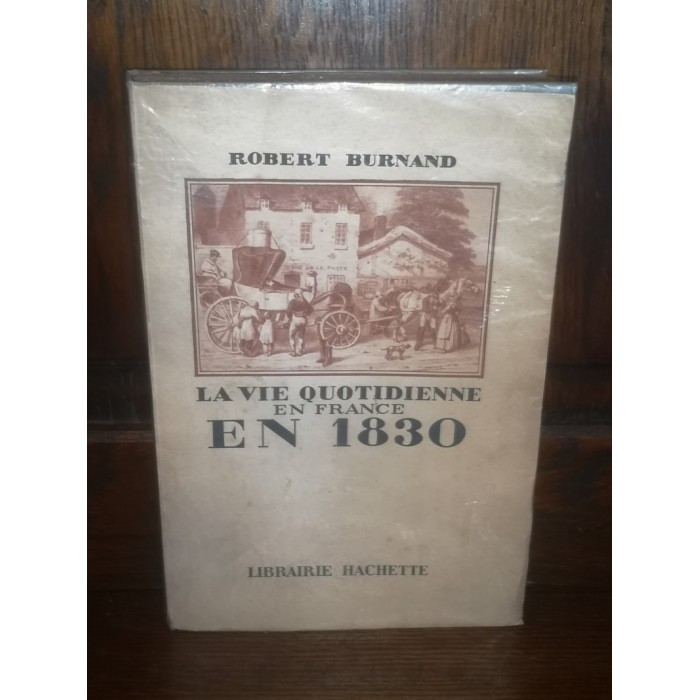 ROBERT BURNAND
LA VIE QUOTIDIENNE
EN FRANCE
EN 1830
LIBRAIRIE HACHETTE